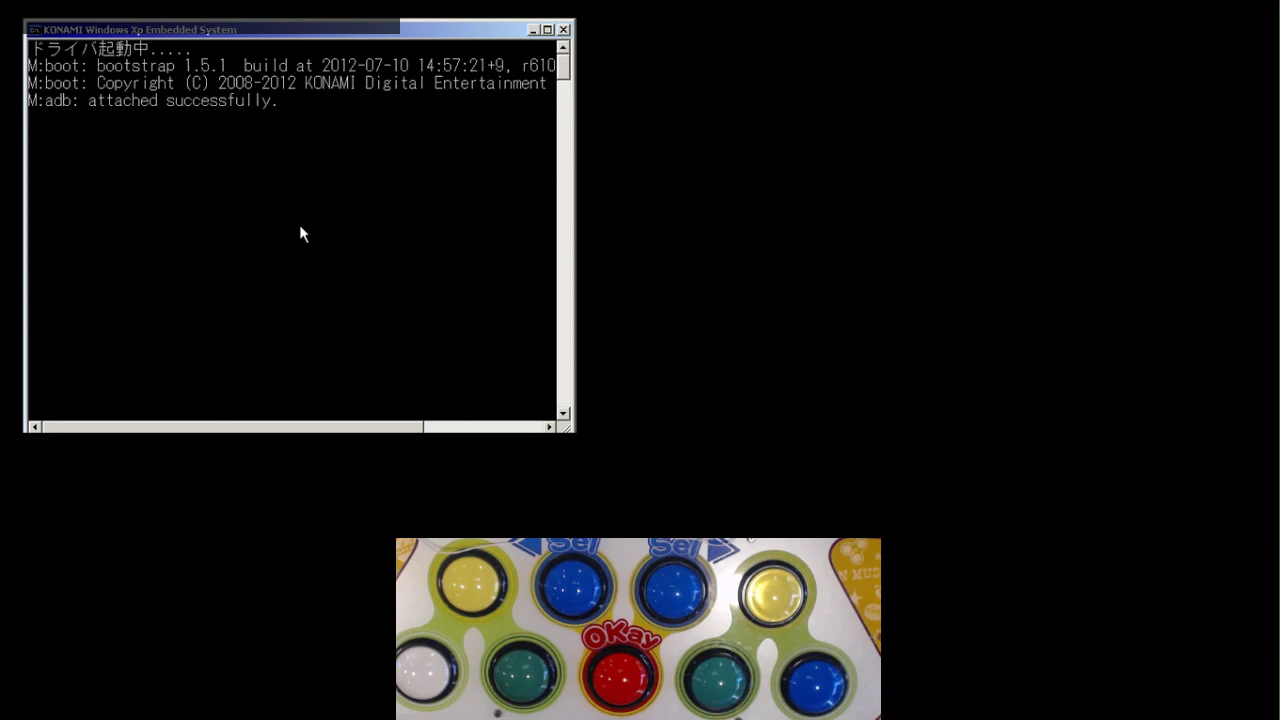 KONAMI Windows Xp Embedded System
ドライバ起動中.....
M:boot: bootstrap 1.5.1  build at 2012-07-10 14:57:21+9, r610
M:boot: Copyright (C) 2008-2012 KONAMI Digital Entertainment
M:adb: attached successfully.
Sel Sel
OKay
N MUS